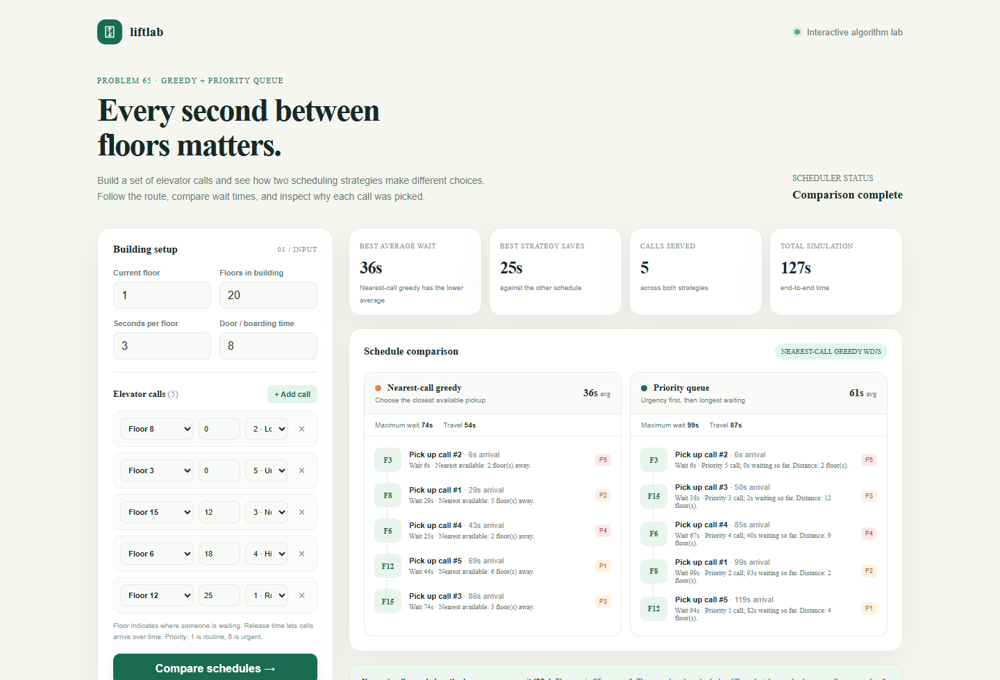 liftlab
Interactive algorithm lab
PROBLEM 65 · GREEDY + PRIORITY QUEUE
Every second between
floors matters.
Build a set of elevator calls and see how two scheduling strategies make different choices.
Follow the route, compare wait times, and inspect why each call was picked.
SCHEDULER STATUS
Comparison complete
Building setup
01 / INPUT
Current floor
Floors in building
1
20
Seconds per floor
Door / boarding time
3
8
Elevator calls (5)
+ Add call
Floor 8
0
2 · Lo
×
Floor 3
0
5 · Ur
×
Floor 15
12
3 · No
×
Floor 6
18
4 · Hi
×
Floor 12
25
1 · Ro
×
Floor indicates where someone is waiting. Release time lets calls
arrive over time. Priority: 1 is routine, 5 is urgent.
Compare schedules →
BEST AVERAGE WAIT
36s
Nearest-call greedy has the lower
average
BEST STRATEGY SAVES
25s
against the other schedule
CALLS SERVED
5
across both strategies
TOTAL SIMULATION
127s
end-to-end time
Schedule comparison
NEAREST-CALL GREEDY WINS
Nearest-call greedy
Choose the closest available pickup
36s avg
Maximum wait 74s Travel 54s
F3
Pick up call #2 · 6s arrival
Wait 6s · Nearest available: 2 floor(s) away.
P5
F8
Pick up call #1 · 29s arrival
Wait 29s · Nearest available: 5 floor(s) away.
P2
F6
Pick up call #4 · 43s arrival
Wait 25s · Nearest available: 2 floor(s) away.
P4
F12
Pick up call #5 · 69s arrival
Wait 44s · Nearest available: 6 floor(s) away.
P1
F15
Pick up call #3 · 86s arrival
Wait 74s · Nearest available: 3 floor(s) away.
P3
Priority queue
Urgency first, then longest waiting
61s avg
Maximum wait 99s Travel 87s
F3
Pick up call #2 · 6s arrival
Wait 6s · Priority 5 call; 0s waiting so far. Distance: 2 floor(s).
P5
F15
Pick up call #3 · 50s arrival
Wait 38s · Priority 3 call; 2s waiting so far. Distance: 12
floor(s).
P3
F6
Pick up call #4 · 85s arrival
Wait 67s · Priority 4 call; 40s waiting so far. Distance: 9
floor(s).
P4
F8
Pick up call #1 · 99s arrival
Wait 99s · Priority 2 call; 93s waiting so far. Distance: 2
floor(s).
P2
F12
Pick up call #5 · 119s arrival
Wait 94s · Priority 1 call; 82s waiting so far. Distance: 4
floor(s).
P1